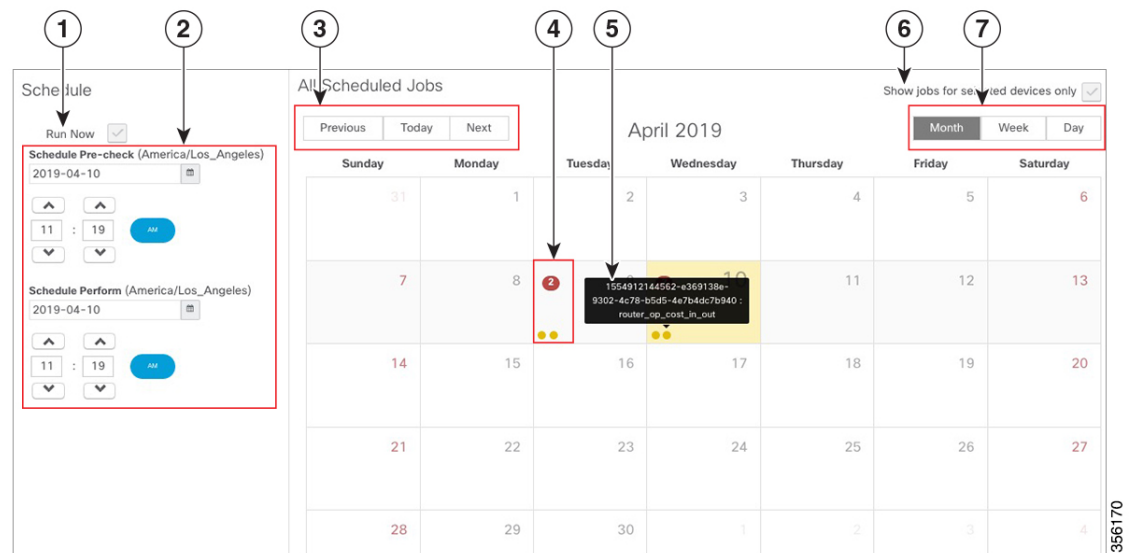 1 2 3 4 5 6 7
Schedule
All Scheduled Jobs
Show jobs for selected devices only
Run Now
Previous Today Next
April 2019
Month Week Day
Schedule Pre-check (America/Los_Angeles)
2019-04-10
11 : 19 AM
Schedule Perform (America/Los_Angeles)
2019-04-10
11 : 19 AM
Sunday Monday Tuesday Wednesday Thursday Friday Saturday
31 1 2 3 4 5 6
7 8 9 10 11 12 13
2
1554912144562-e369138e-
9302-4c78-b5d5-4e7b4dc7b940 :
router_op_cost_in_out
14 15 16 17 18 19 20
21 22 23 24 25 26 27
28 29 30 1 2 3 4
356170